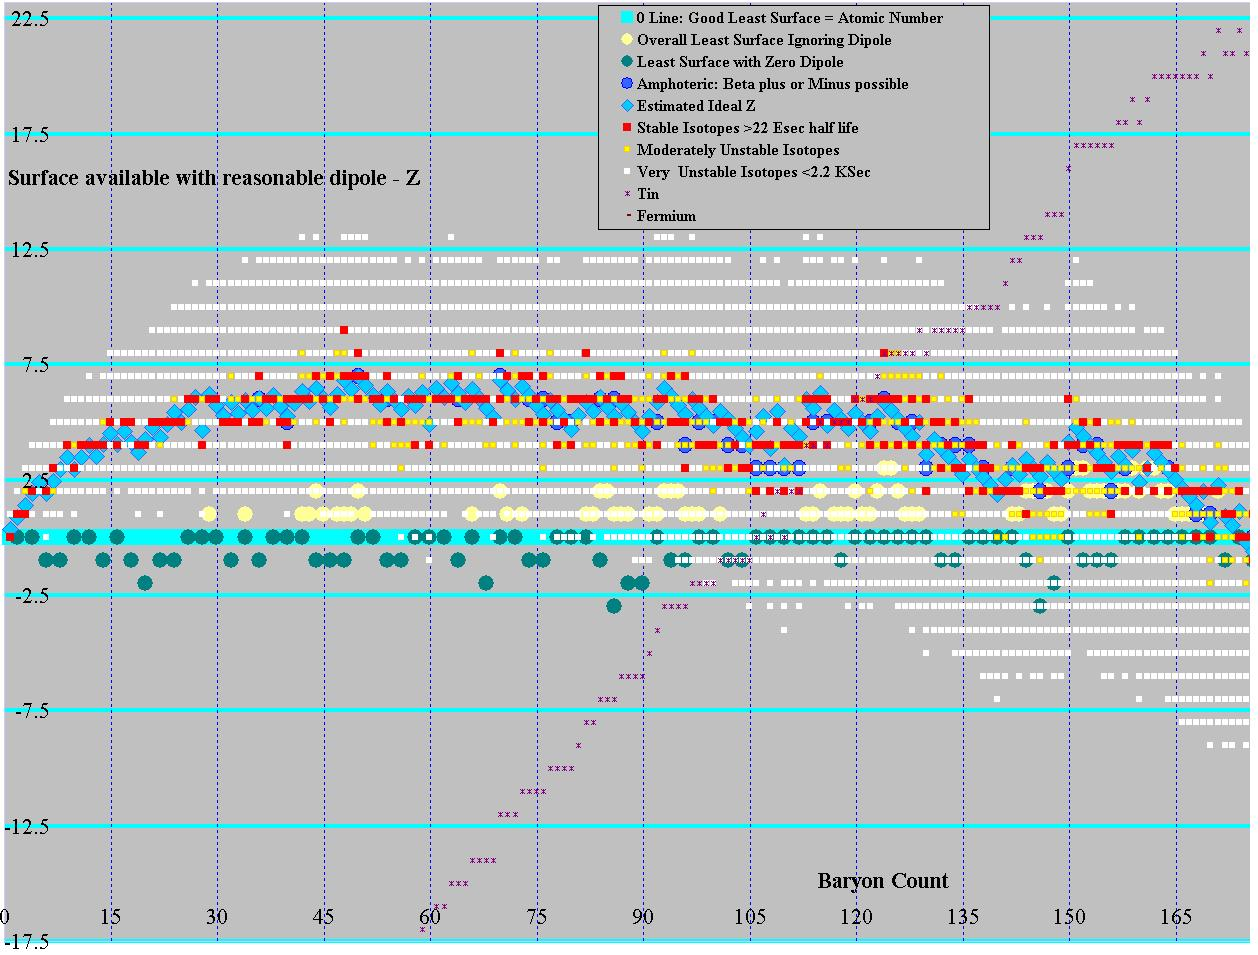 22.5
0 Line: Good Least Surface = Atomic Number
Overall Least Surface Ignoring Dipole
Least Surface with Zero Dipole
Amphoteric: Beta plus or Minus possible
Estimated Ideal Z
Stable Isotopes >22 Esec half life
Moderately Unstable Isotopes
Very Unstable Isotopes <2.2 KSec
Tin
Fermium
17.5
Surface available with reasonable dipole - Z
12.5
7.5
2.5
-2.5
-7.5
-12.5
Baryon Count
0 15 30 45 60 75 90 105 120 135 150 165
-17.5